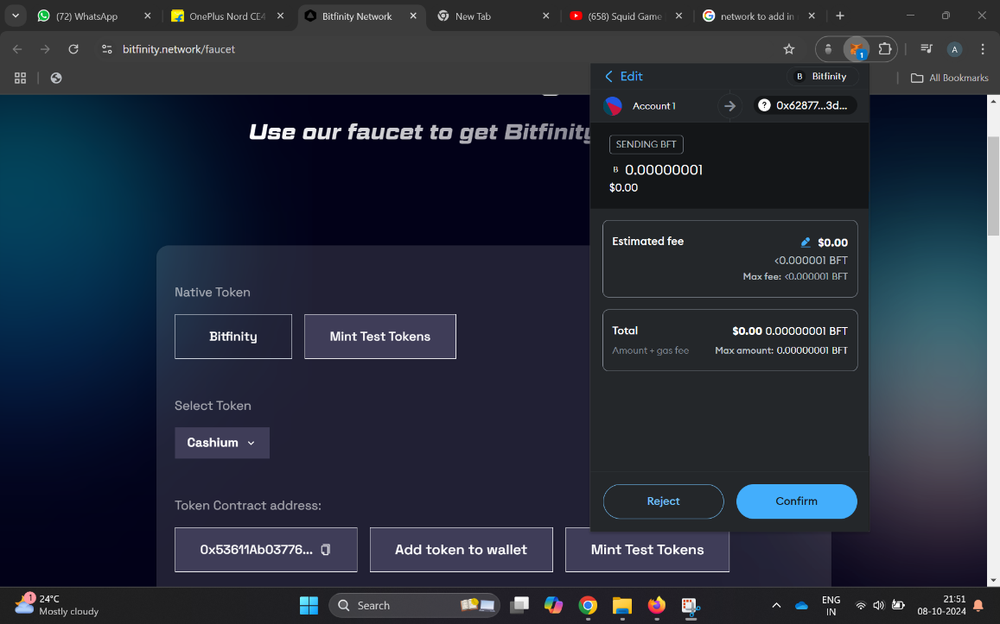 (72) WhatsApp
OnePlus Nord CE4
Bitfinity Network
New Tab
(658) Squid Game
network to add in
bitfinity.network/faucet
1
A
All Bookmarks
Edit
B Bitfinity
Account 1
? 0x62877...3d...
Use our faucet to get Bitfinity
SENDING BFT
B 0.00000001
$0.00
Estimated fee
$0.00
<0.000001 BFT
Max fee: <0.000001 BFT
Native Token
Bitfinity
Mint Test Tokens
Total
$0.00 0.00000001 BFT
Amount + gas fee
Max amount: 0.00000001 BFT
Select Token
Cashium
Reject
Confirm
Token Contract address:
0x53611Ab03776...
Add token to wallet
Mint Test Tokens
1
24°C
Mostly cloudy
Search
ENG
IN
21:51
08-10-2024